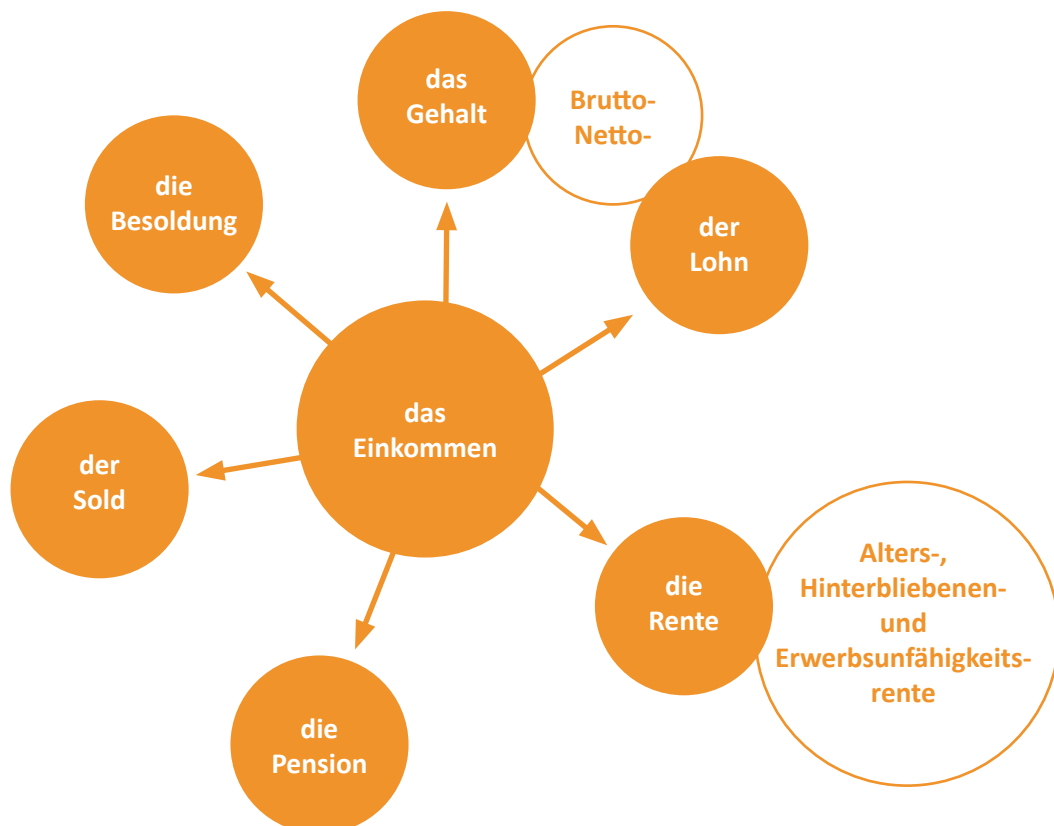 das
Gehalt
Brutto-
Netto-
die
Besoldung
der
Lohn
das
Einkommen
der
Sold
die
Rente
Alters-,
Hinterbliebenen-
und
Erwerbsunfähigkeits-
rente
die
Pension